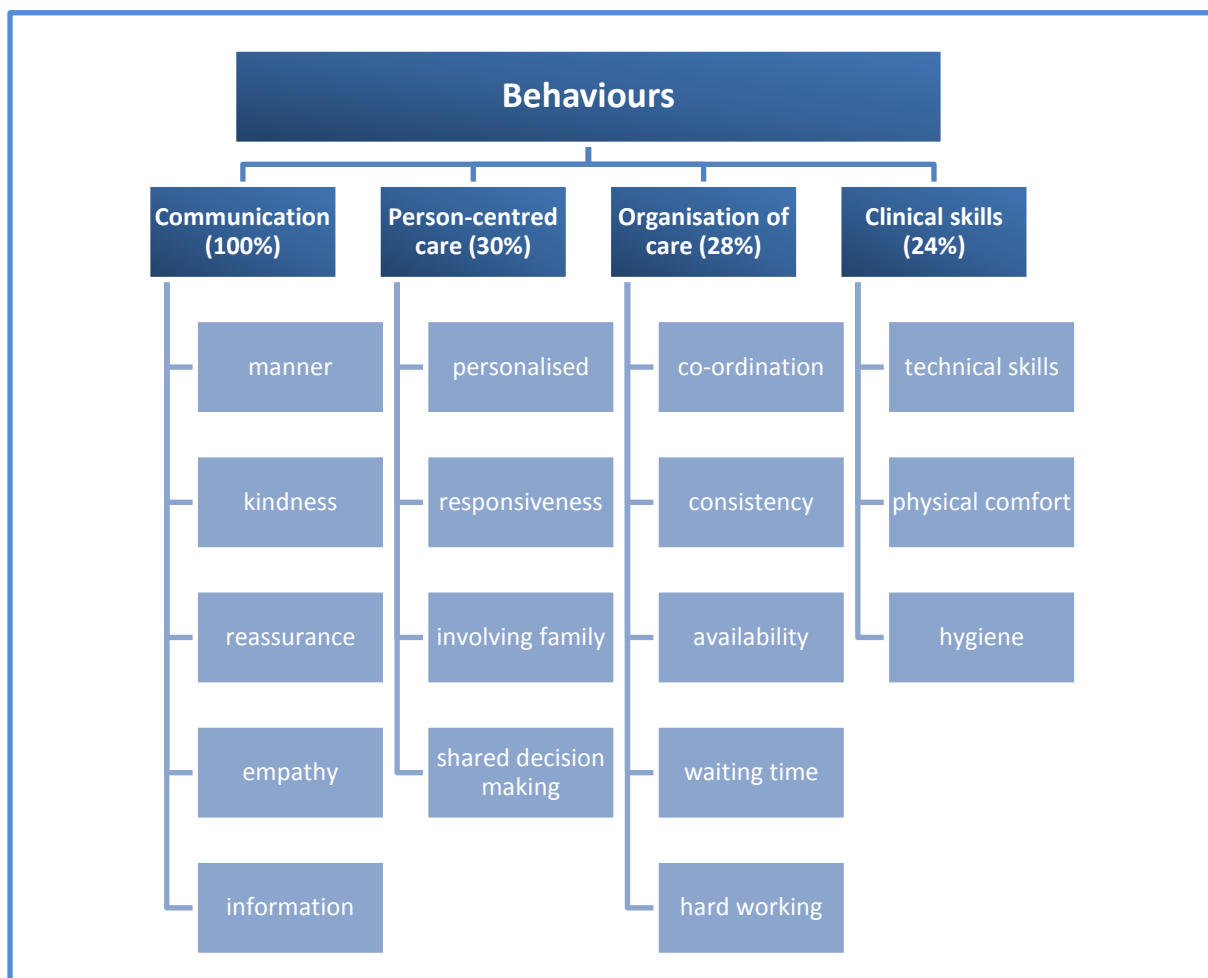 Behaviours
Communication
(100%)
manner
kindness
reassurance
empathy
information
Person-centred
care (30%)
personalised
responsiveness
involving family
shared decision
making
Organisation of
care (28%)
co-ordination
consistency
availability
waiting time
hard working
Clinical skills
(24%)
technical skills
physical comfort
hygiene